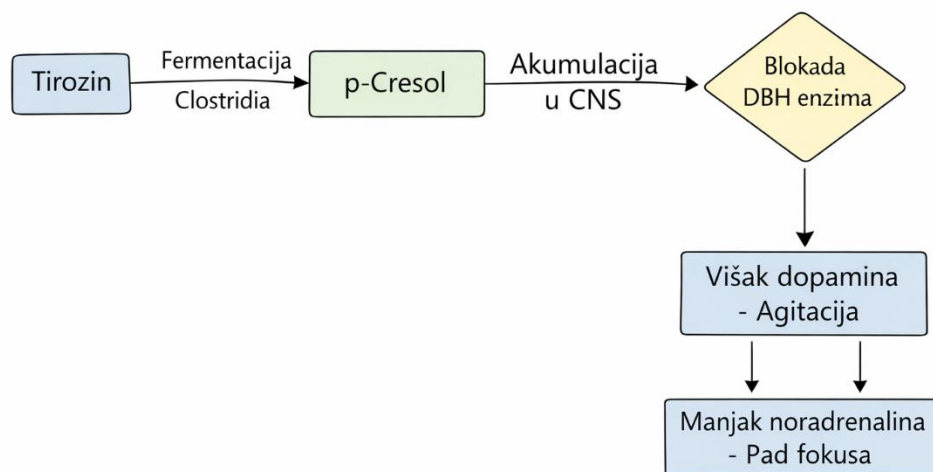 Tirozin
Fermentacija
Clostridia
p-Cresol
Akumulacija
u CNS
Blokada
DBH enzima
Višak dopamina
- Agitacija
Manjak noradrenalina
- Pad fokusa